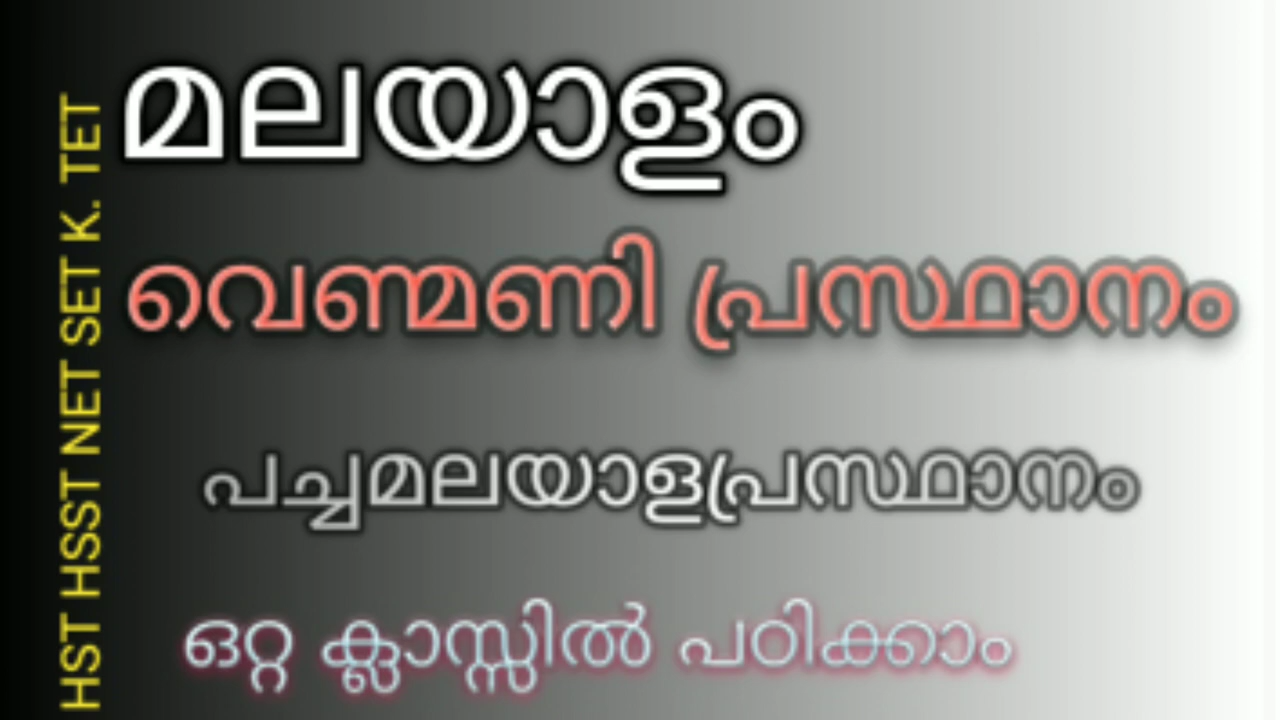 മലയാളം
വെണ്മണി പ്രസ്ഥാനം
പച്ചമലയാളപ്രസ്ഥാനം
ഒറ്റ ക്ലാസ്സിൽ പഠിക്കാം
HST HSST NET SET K. TET